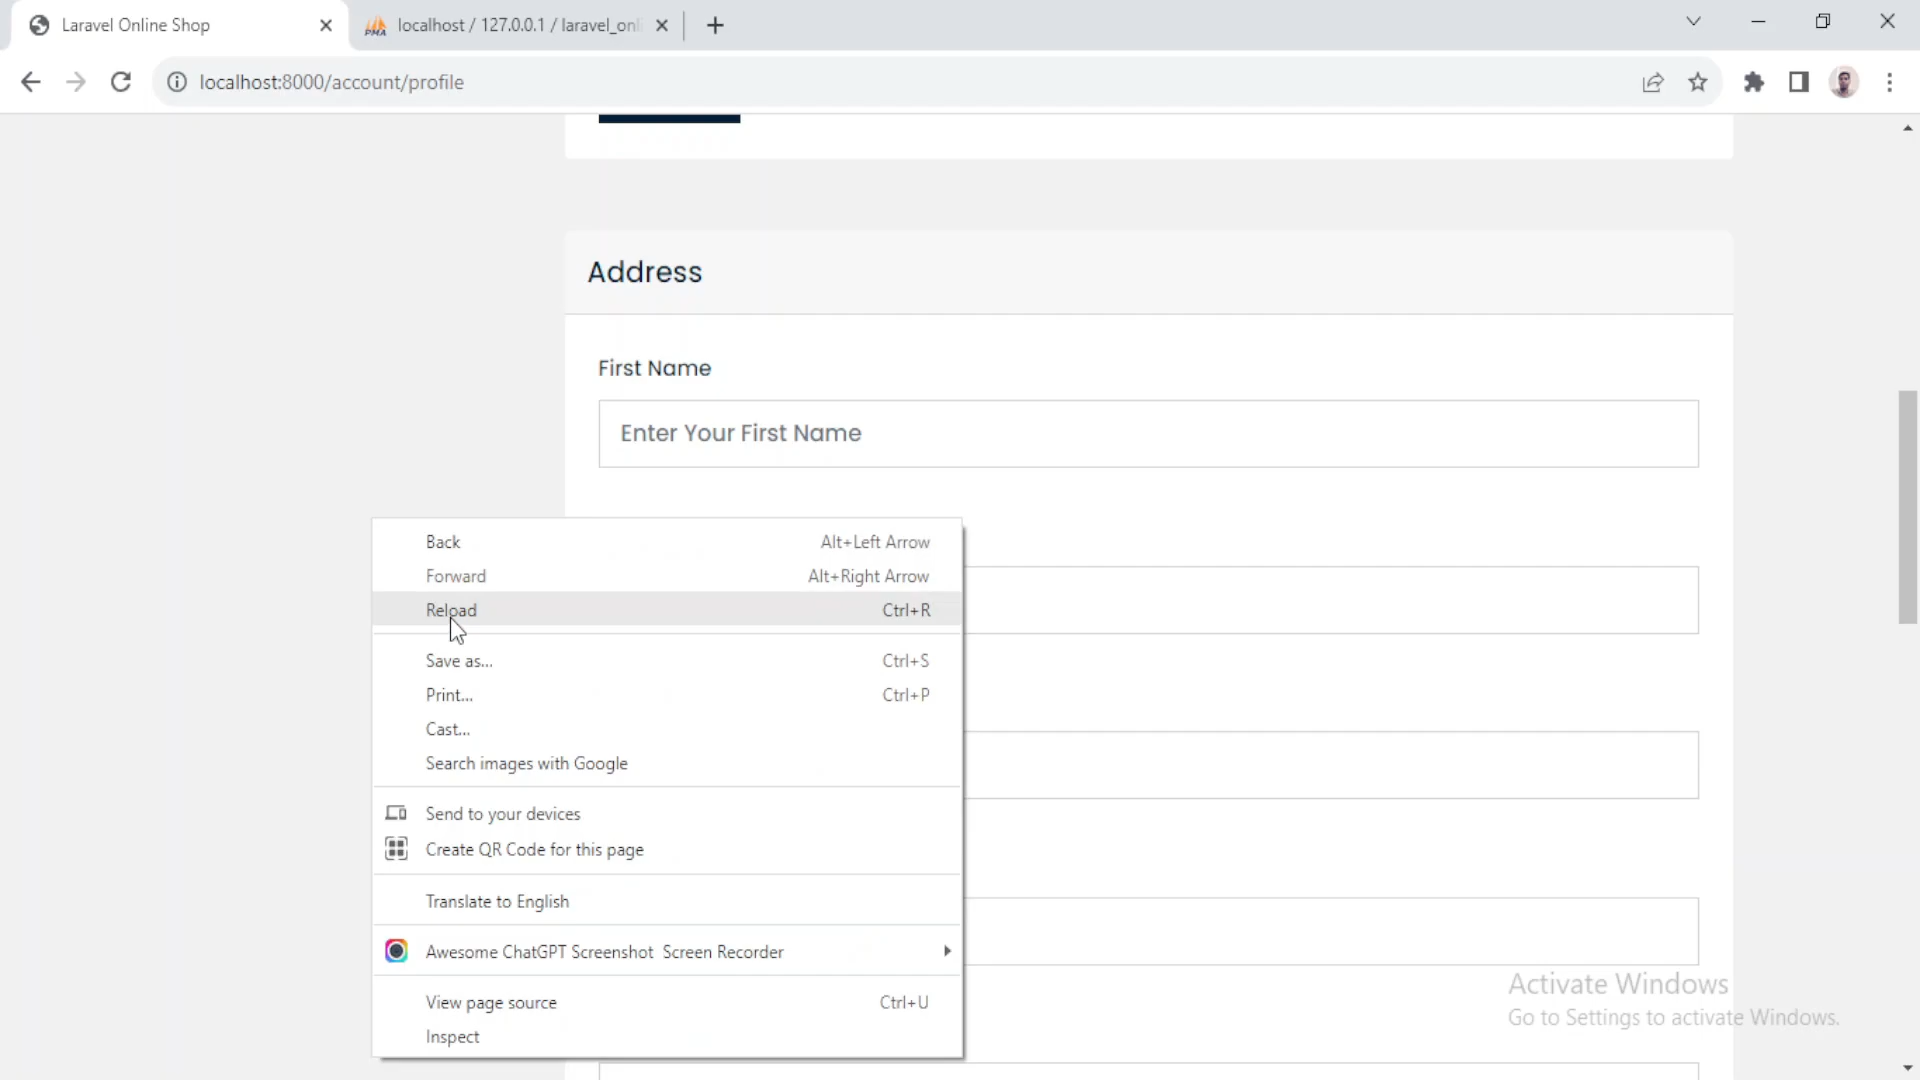 Laravel Online Shop
PMA
localhost / 127.0.0.1 / laravel_onl
localhost:8000/account/profile
Address
First Name
Enter Your First Name
Back Alt+Left Arrow
Forward Alt+Right Arrow
Reload Ctrl+R
Save as... Ctrl+S
Print... Ctrl+P
Cast...
Search images with Google
Send to your devices
Create QR Code for this page
Translate to English
Awesome ChatGPT Screenshot Screen Recorder
View page source Ctrl+U
Inspect
Activate Windows
Go to Settings to activate Windows.